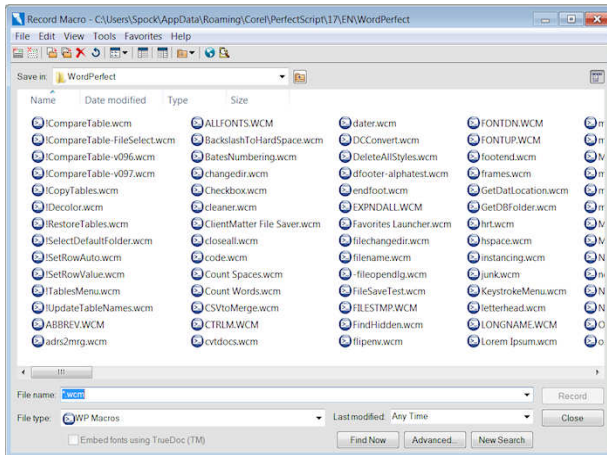 Record Macro - C:\Users\Spock\AppData\Roaming\Corel\PerfectScript\17\EN\WordPerfect
File Edit View Tools Favorites Help
Save in: WordPerfect
Name Date modified Type Size
!CompareTable.wcm ALLFONTS.WCM dater.wcm FONTDN.WCM
!CompareTable-FileSelect.wcm BackslashToHardSpace.wcm DCConvert.wcm FONTUP.WCM
!CompareTable-v096.wcm BatesNumbering.wcm DeleteAllStyles.wcm footend.wcm
!CompareTable-v097.wcm changedir.wcm dfooter-alphatest.wcm frames.wcm
!CopyTables.wcm Checkbox.wcm endfoot.wcm GetDatLocation.wcm
!Decolor.wcm cleaner.wcm EXPNDALL.WCM GetDBFolder.wcm
!RestoreTables.wcm ClientMatter File Saver.wcm Favorites Launcher.wcm hrt.wcm
!SelectDefaultFolder.wcm closeall.wcm filechangedir.wcm hspace.wcm
!SetRowAuto.wcm code.wcm filename.wcm instancing.wcm
!SetRowValue.wcm Count Spaces.wcm -fileopendlg.wcm junk.wcm
!TablesMenu.wcm Count Words.wcm FileSaveTest.wcm KeystrokeMenu.wcm
!UpdateTableNames.wcm CSVtoMerge.wcm FILESTMP.WCM letterhead.wcm
ABBREV.WCM CTRLM.WCM FindHidden.wcm LONGNAME.WCM
adrs2mrg.wcm cvtdocs.wcm flipenv.wcm Lorem Ipsum.wcm
File name: *.wcm Record
File type: WP Macros Last modified: Any Time Close
Embed fonts using TrueDoc (TM) Find Now Advanced... New Search